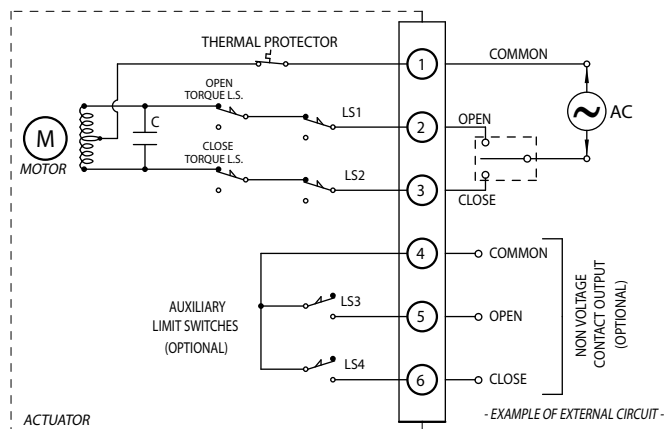 THERMAL PROTECTOR
1
COMMON
OPEN
TORQUE L.S.
C
LS1
2
OPEN
AC
M
MOTOR
CLOSE
TORQUE L.S.
LS2
3
CLOSE
4
COMMON
AUXILIARY
LIMIT SWITCHES
(OPTIONAL)
LS3
5
OPEN
LS4
6
CLOSE
NON VOLTAGE
CONTACT OUTPUT
(OPTIONAL)
ACTUATOR
- EXAMPLE OF EXTERNAL CIRCUIT -